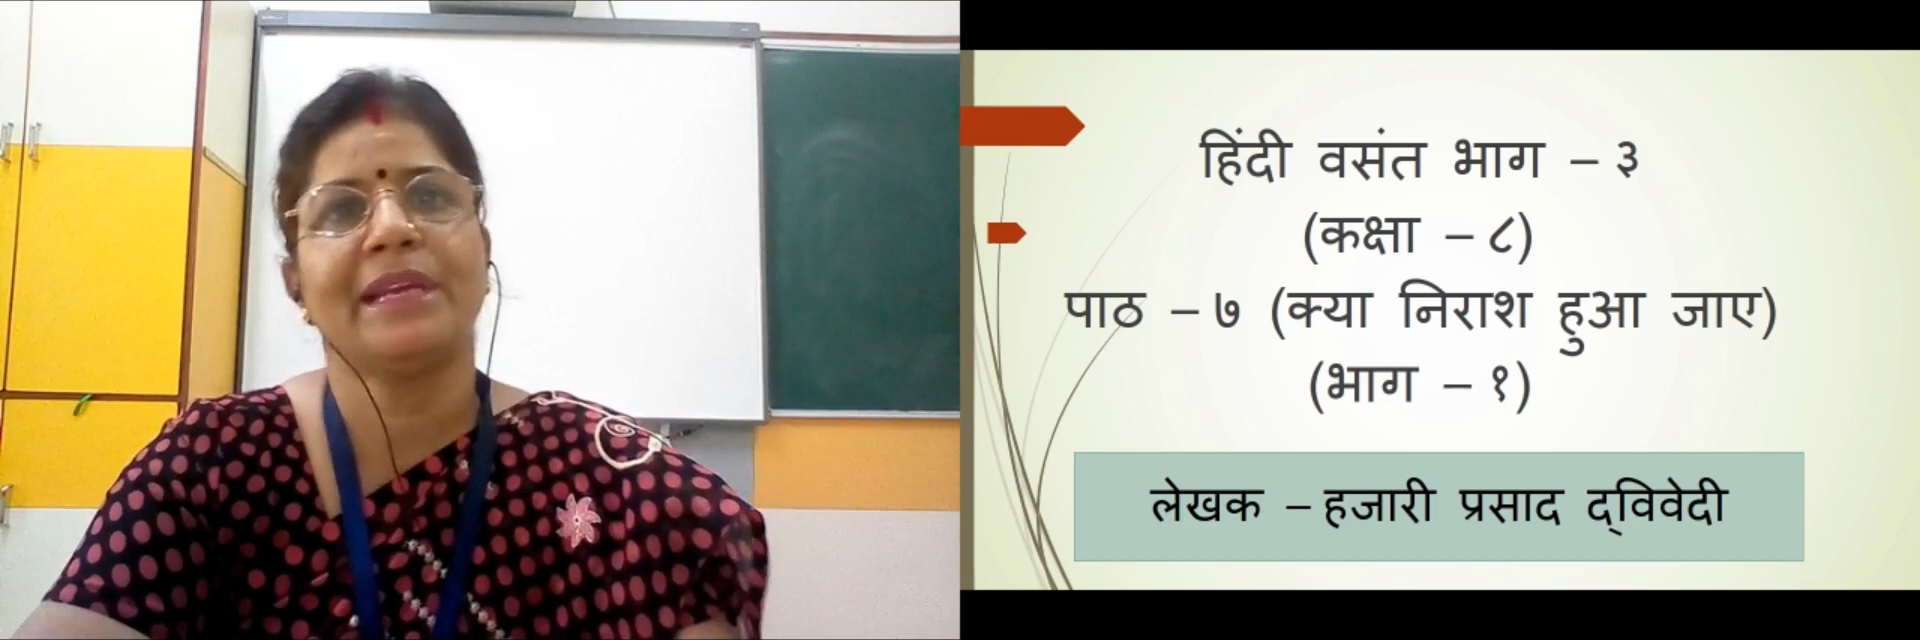 हिंदी वसंत भाग – ३
(कक्षा – ८)
पाठ – ७ (क्या निराश हुआ जाए)
(भाग – १)
लेखक – हजारी प्रसाद द्‌विवेदी